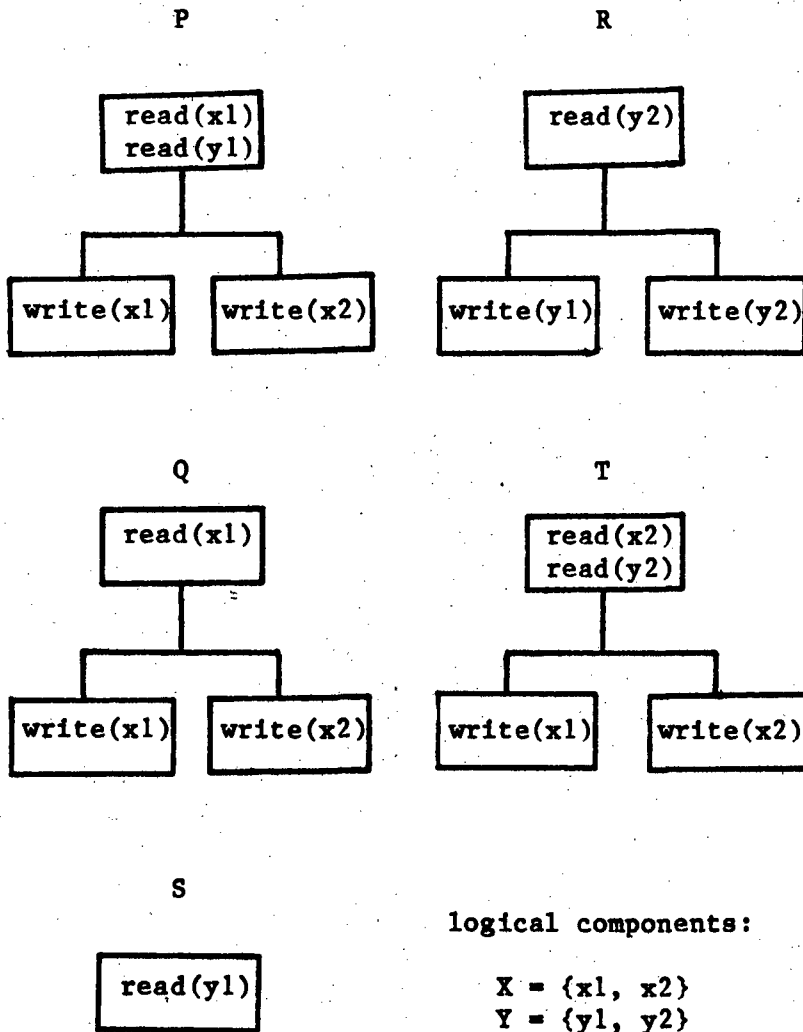 P
read(x1)
read(y1)
write(x1) write(x2)
R
read(y2)
write(y1) write(y2)
Q
read(x1)
write(x1) write(x2)
T
read(x2)
read(y2)
write(x1) write(x2)
S
read(y1)
logical components:
X = {x1, x2}
Y = {y1, y2}